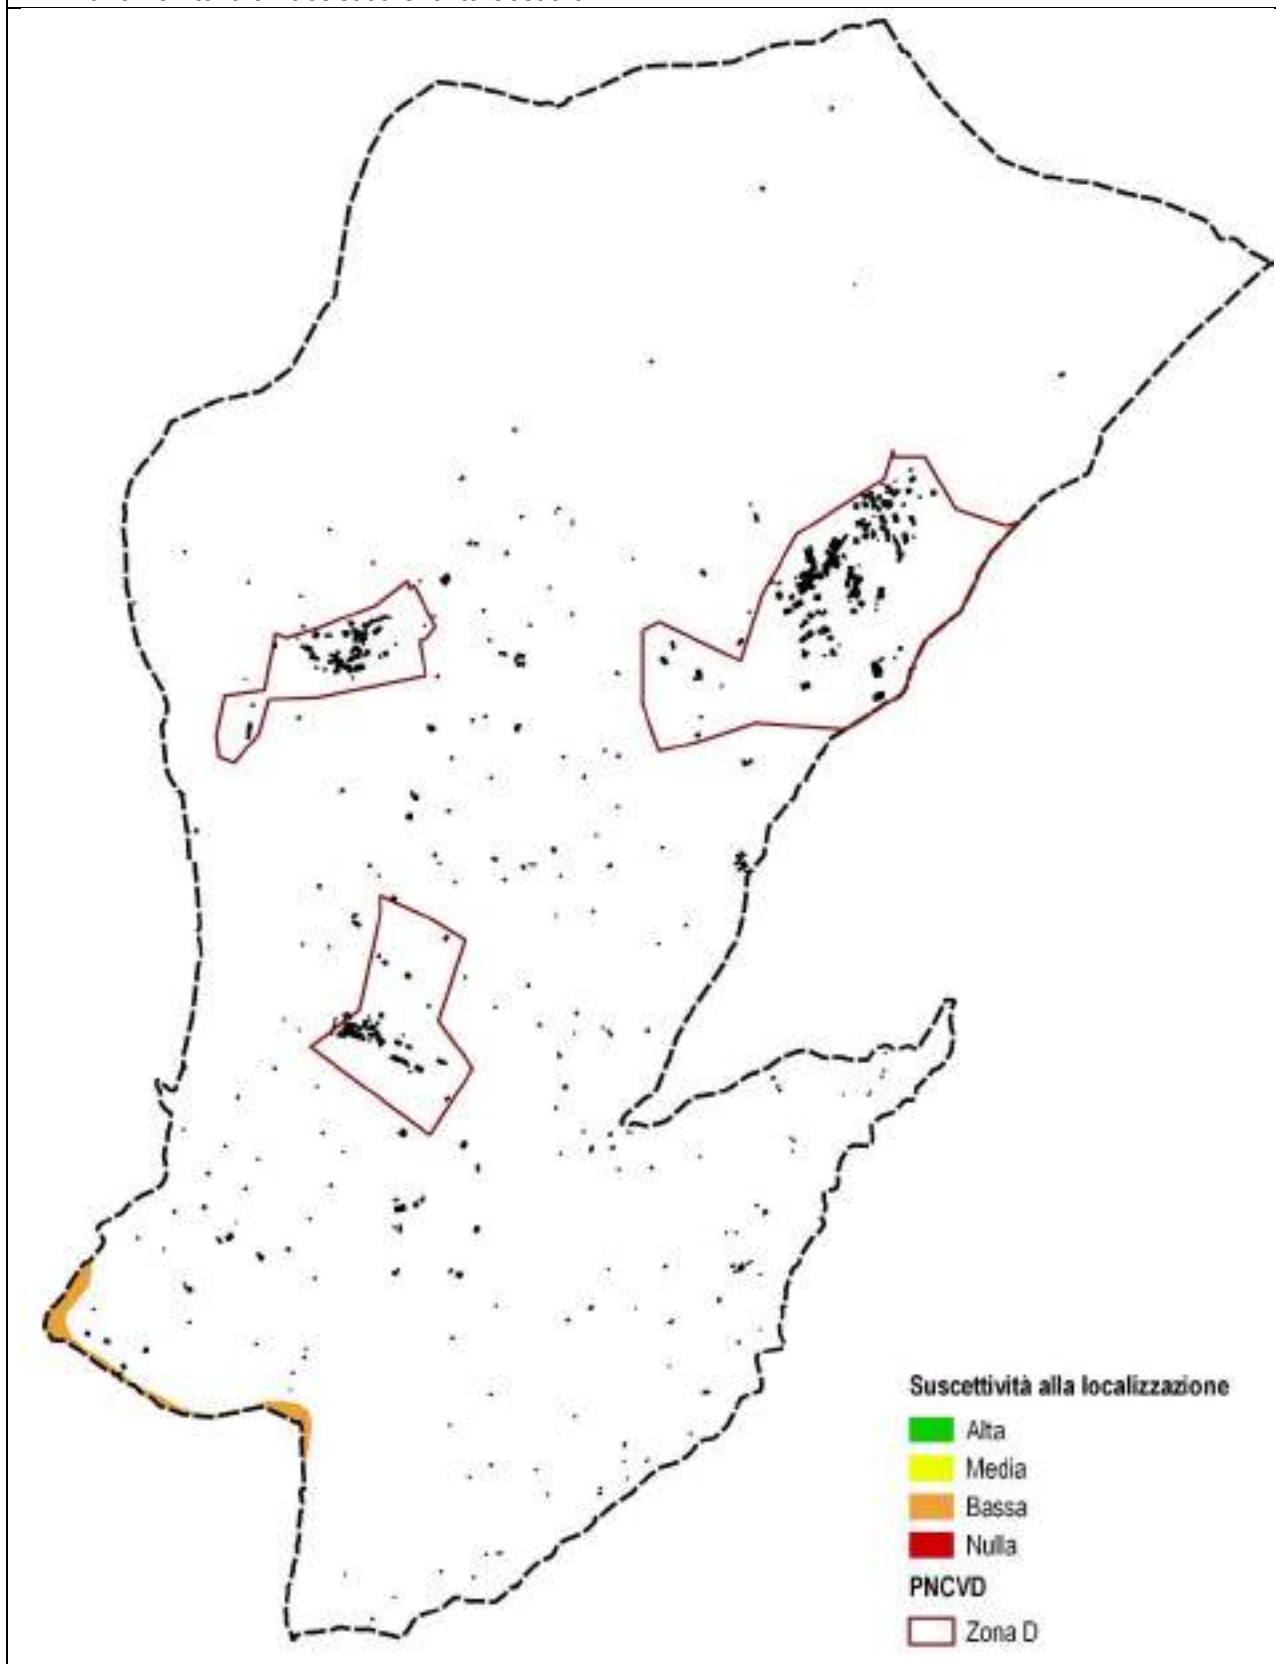 Suscettività alla localizzazione
Alta
Media
Bassa
Nulla
PNCVD
Zona D